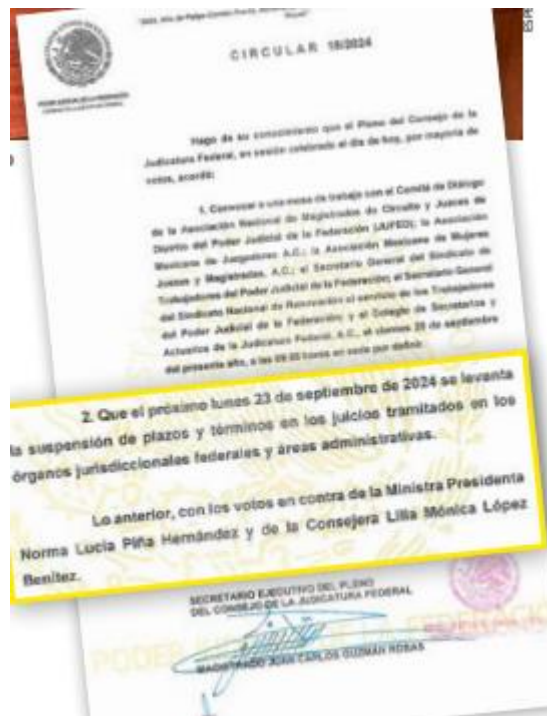 CIRCULAR 18/2024
Hago de su conocimiento que el Pleno del Consejo de la
Judicatura Federal, en sesión celebrada el día de hoy, por mayoría de
votos, acordó:
1. Convocar a una mesa de trabajo con el Comité de Diálogo
de la Asociación Nacional de Magistrados de Circuito y Jueces de
Distrito del Poder Judicial de la Federación (JUFED); la Asociación
Mexicana de Juzgadoras A.C.; la Asociación Mexicana de Mujeres
Juezas y Magistradas, A.C.; el Secretario General del Sindicato de
Trabajadores del Poder Judicial de la Federación; el Secretario General
del Sindicato Nacional de Renovación al servicio de los Trabajadores
del Poder Judicial de la Federación; y el Colegio de Secretarios y
Actuarios de la Judicatura Federal, A.C., el viernes 20 de septiembre
del presente año, a las horas en sede por definir.
2. Que el próximo lunes 23 de septiembre de 2024 se levanta
la suspensión de plazos y términos en los juicios tramitados en los
órganos jurisdiccionales federales y áreas administrativas.
Lo anterior, con los votos en contra de la Ministra Presidenta
Norma Lucía Piña Hernández y de la Consejera Lilia Mónica López
Benítez.
SECRETARIO EJECUTIVO DEL PLENO
DEL CONSEJO DE LA JUDICATURA FEDERAL
MAGISTRADO JUAN CARLOS GUZMÁN ROSAS